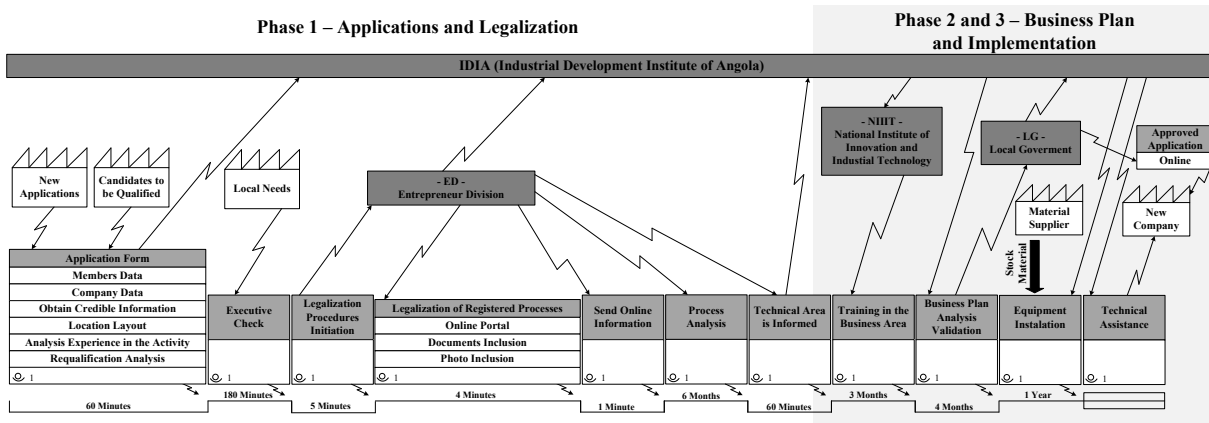 Phase 1 – Applications and Legalization
Phase 2 and 3 – Business Plan
and Implementation
IDIA (Industrial Development Institute of Angola)
New
Applications
Candidates to
be Qualified
Local Needs
- ED -
Entrepreneur Division
- NIIIT -
National Institute of
Innovation and
Industial Technology
- LG -
Local Goverment
Approved
Application
Online
Material
Supplier
New
Company
Stock
Material
Application Form
Members Data
Company Data
Obtain Credible Information
Location Layout
Analysis Experience in the Activity
Requalification Analysis
1
Executive
Check
1
Legalization
Procedures
Initiation
1
Legalization of Registered Processes
Online Portal
Documents Inclusion
Photo Inclusion
1
Send Online
Information
1
Process
Analysis
1
Technical Area
is Informed
1
Training in the
Business Area
1
Business Plan
Analysis
Validation
1
Equipment
Instalation
1
Technical
Assistance
1
60 Minutes
180 Minutes
5 Minutes
4 Minutes
1 Minute
6 Months
60 Minutes
3 Months
4 Months
1 Year